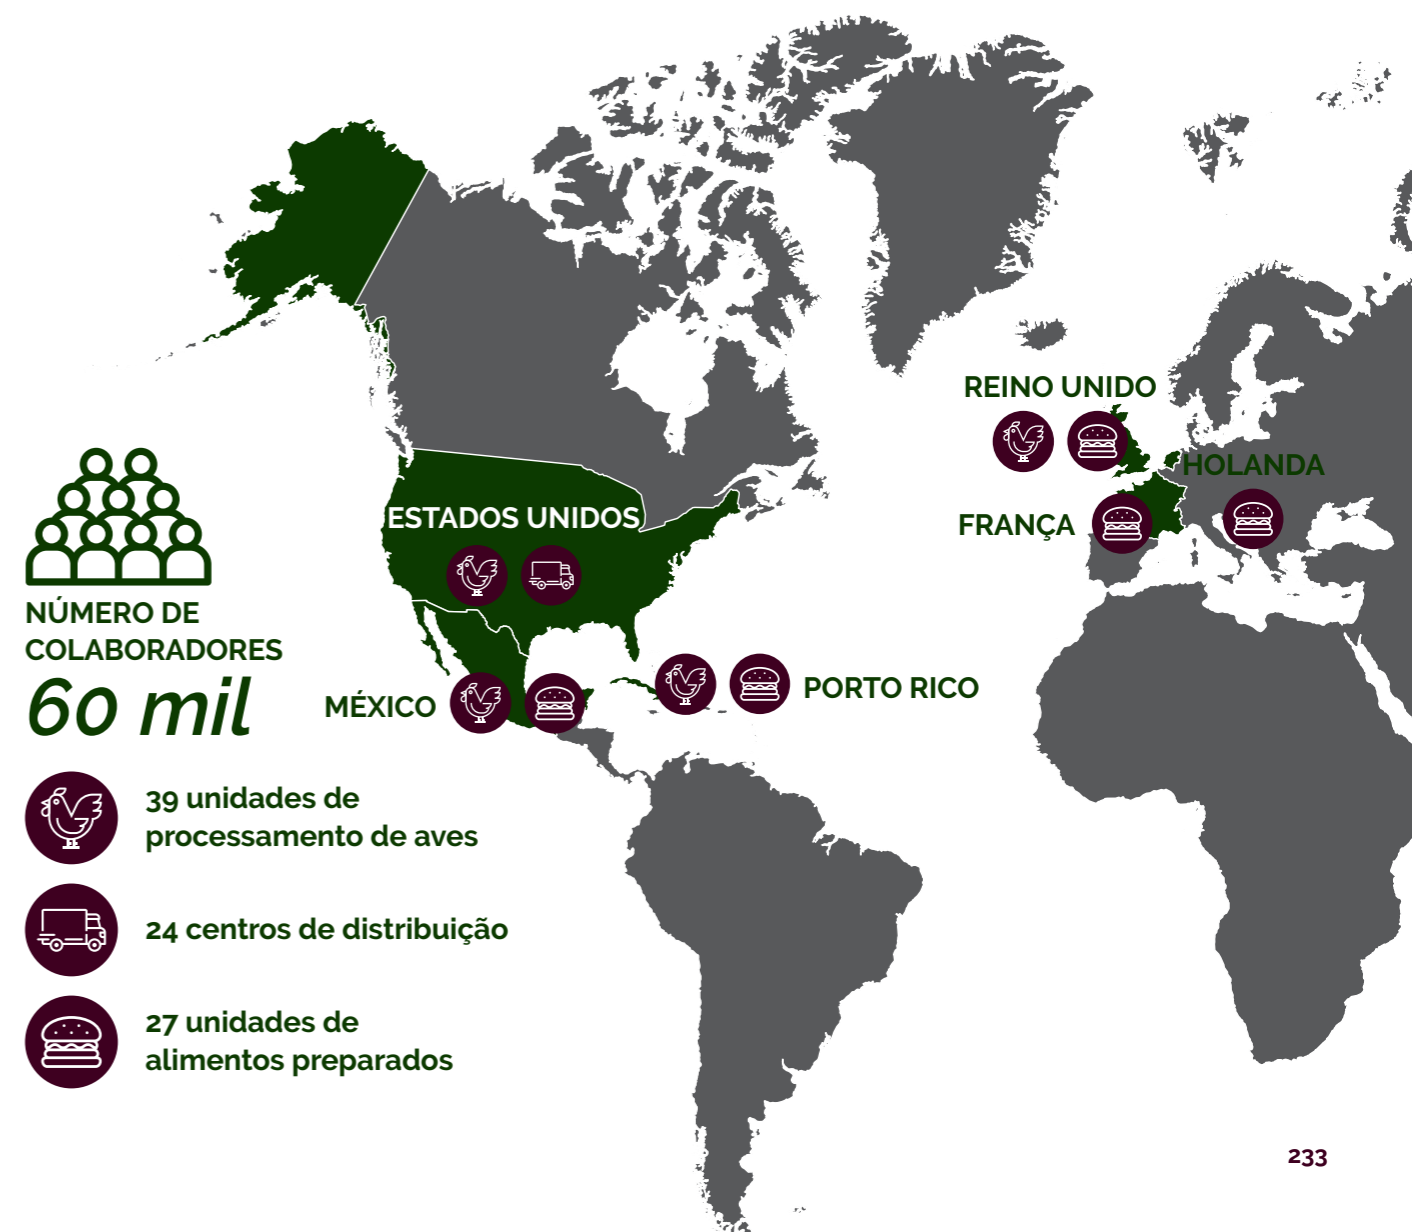 REINO UNIDO
HOLANDA
FRANÇA
ESTADOS UNIDOS
MÉXICO
PORTO RICO
NÚMERO DE
COLABORADORES
60 mil
39 unidades de
processamento de aves
24 centros de distribuição
27 unidades de
alimentos preparados
233